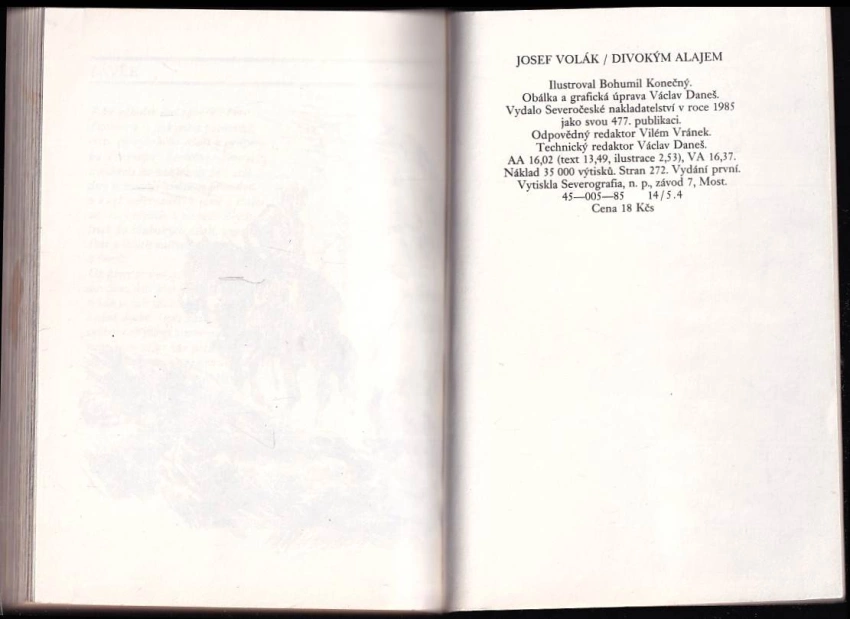 JOSEF VOLÁK / DIVOKÝM ALAJEM
Ilustroval Bohumil Konečný.
Obálka a grafická úprava Václav Daneš.
Vydalo Severočeské nakladatelství v roce 1985
jako svou 477. publikaci.
Odpovědný redaktor Vilém Vránek.
Technický redaktor Václav Daneš.
AA 16,02 (text 13,49, ilustrace 2,53), VA 16,37.
Náklad 35 000 výtisků. Stran 272. Vydání první.
Vytiskla Severografia, n. p., závod 7, Most.
45—005—85 14/5.4
Cena 18 Kčs